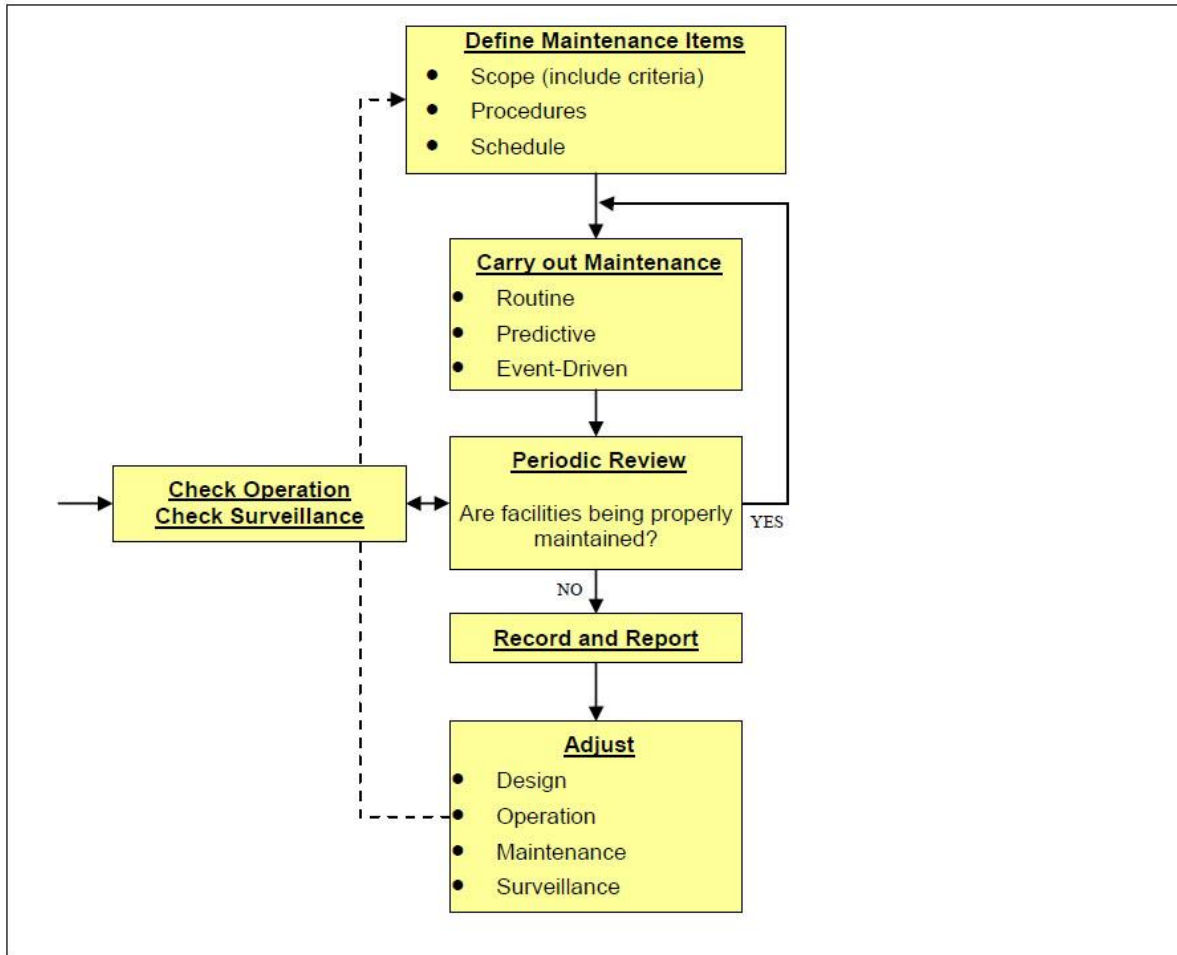 Define Maintenance Items
● Scope (include criteria)
● Procedures
● Schedule
Carry out Maintenance
● Routine
● Predictive
● Event-Driven
Check Operation
Check Surveillance
Periodic Review
Are facilities being properly
maintained?
YES
NO
Record and Report
Adjust
● Design
● Operation
● Maintenance
● Surveillance